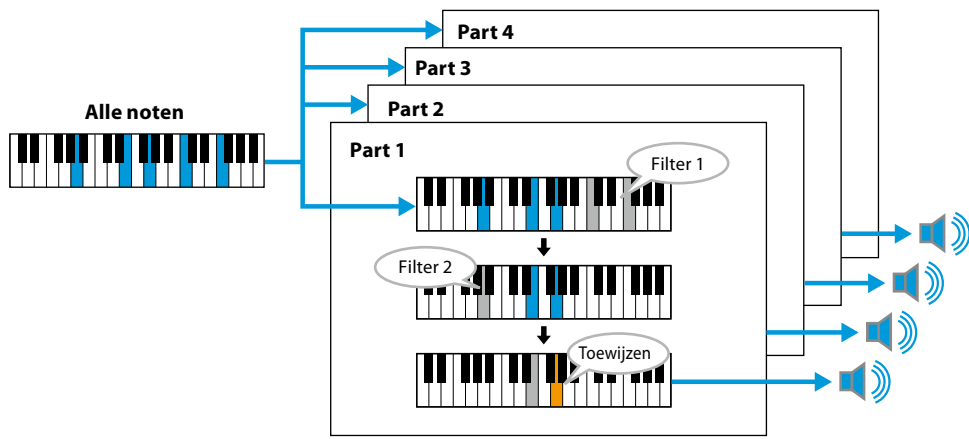 Part 4
Part 3
Alle noten
Part 2
Part 1
Filter 1
Filter 2
Toewijzen